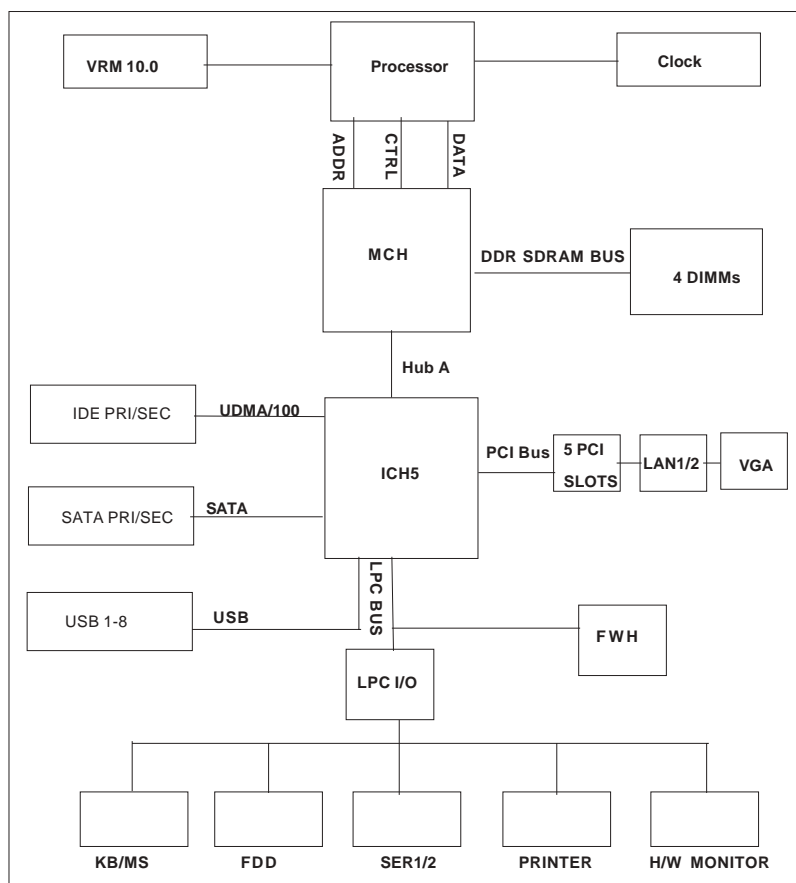 VRM 10.0
Processor
Clock
ADDR
CTRL
DATA
MCH
DDR SDRAM BUS
4 DIMMs
Hub A
IDE PRI/SEC
UDMA/100
ICH5
PCI Bus
5 PCI
SLOTS
LAN1/2
VGA
SATA PRI/SEC
SATA
LPC BUS
USB 1-8
USB
FWH
LPC I/O
KB/MS
FDD
SER1/2
PRINTER
H/W MONITOR